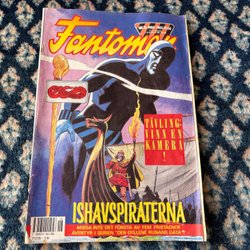 Fantomen
TÄVLING:
VINN EN
KAMERA
!
ISHAVSPIRATERNA
MISSA INTE DET FÖRSTA AV FEM FRISTÅENDE
ÄVENTYR I SERIEN "DEN GYLLENE RUNANS GÅTA"!